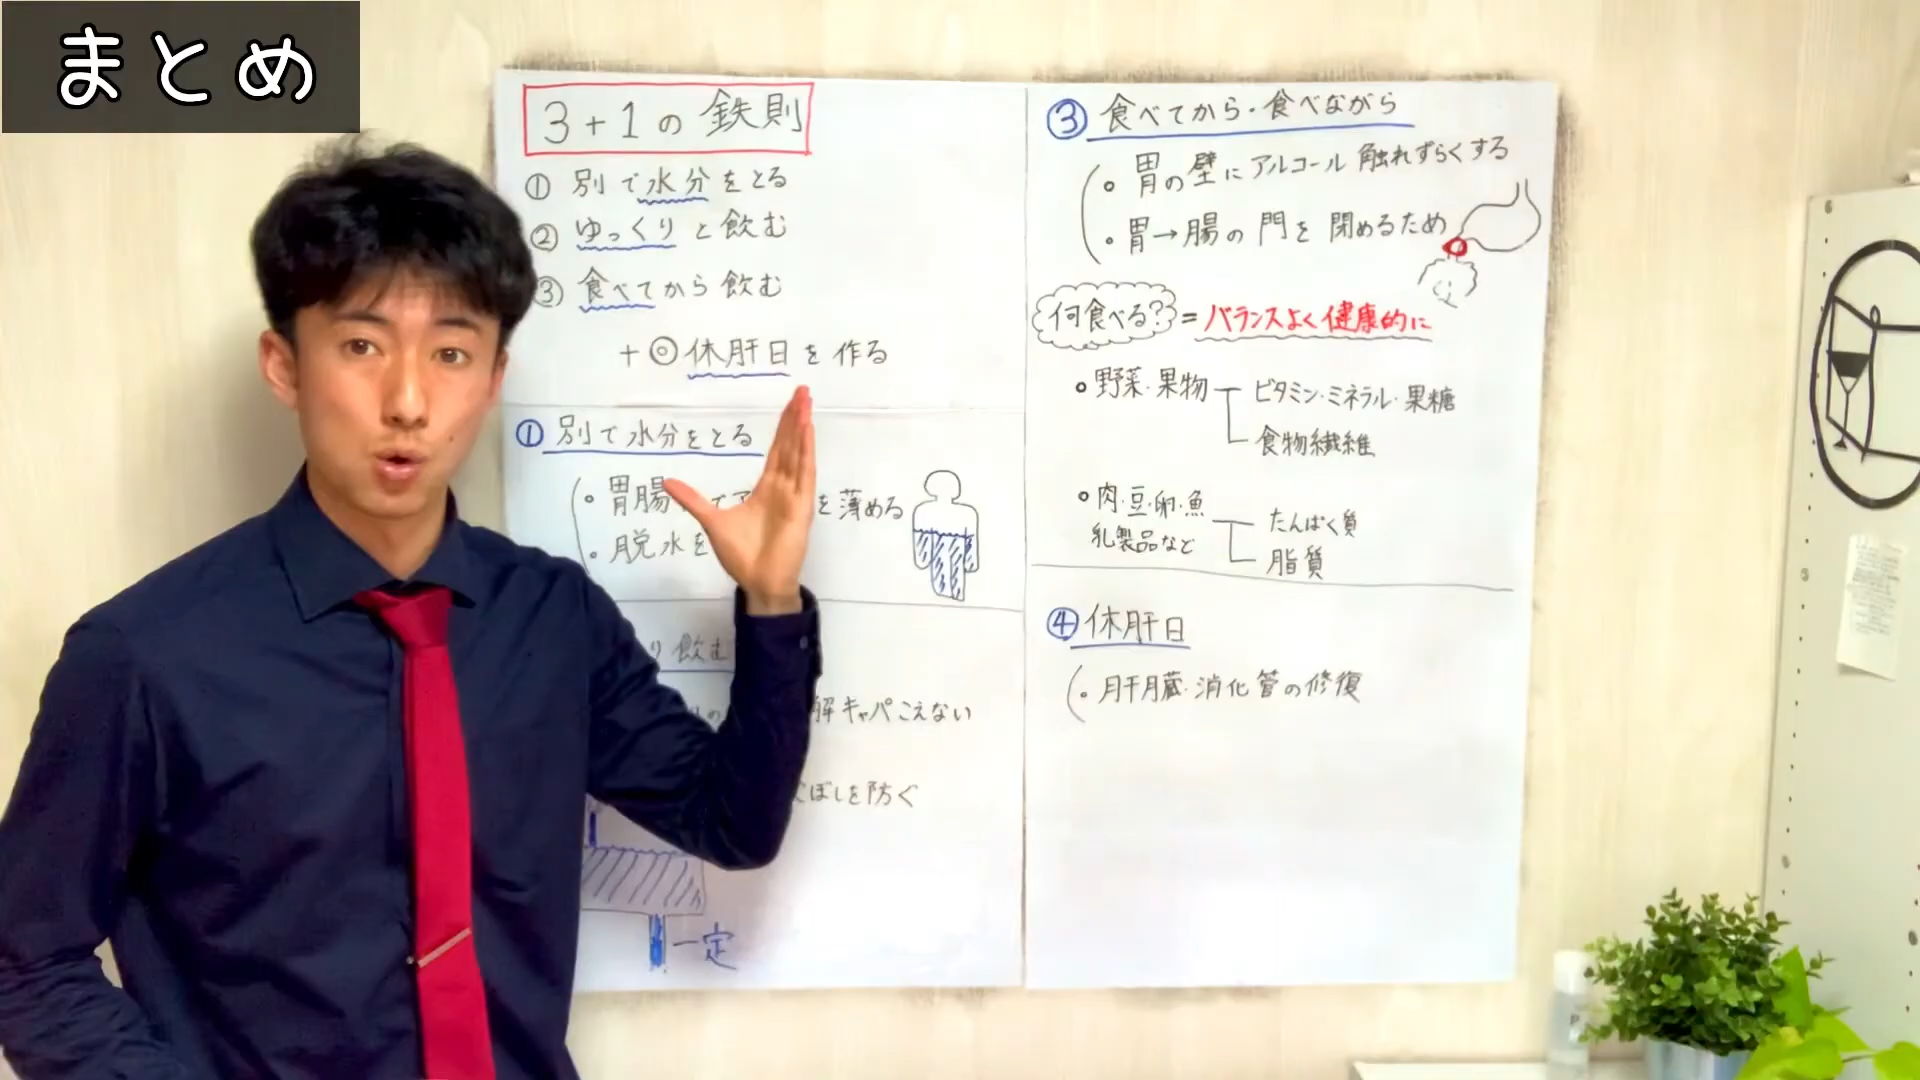 まとめ
3+1の鉄則
① 別で水分をとる
② ゆっくりと飲む
③ 食べてから飲む
+◎休肝日を作る
① 別で水分をとる
胃腸 を薄める
脱水を
り飲む
解キャパこえない
ぼしを防ぐ
一定
③ 食べてから・食べながら
胃の壁にアルコール触れずらくする
胃→腸の門を閉めるため
何食べる?=バランスよく健康的に
野菜・果物 ビタミン・ミネラル・果糖
食物繊維
肉・豆・卵・魚 たんぱく質
乳製品など 脂質
④ 休肝日
肝臓・消化管の修復